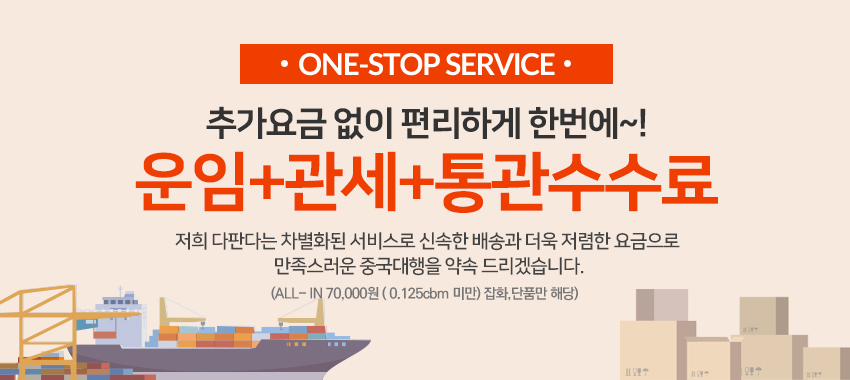 • ONE-STOP SERVICE •
추가요금 없이 편리하게 한번에~!
운임+관세+통관수수료
저희 다판다는 차별화된 서비스로 신속한 배송과 더욱 저렴한 요금으로
만족스러운 중국대행을 약속 드리겠습니다.
(ALL- IN 70,000원 ( 0.125cbm 미만) 잡화,단품만 해당)